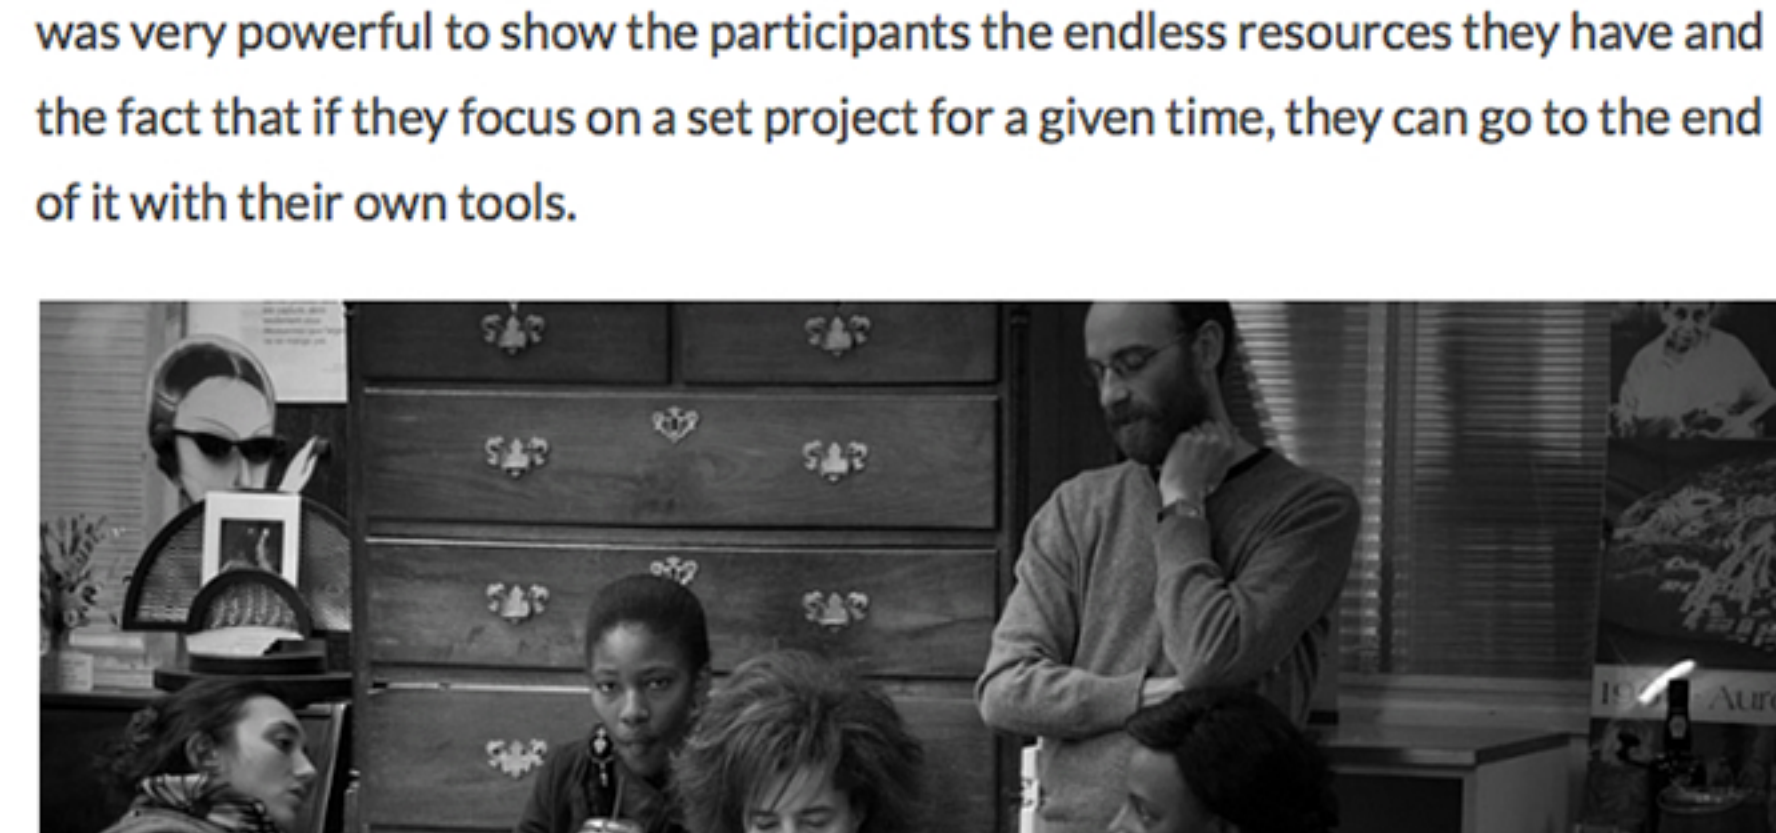 was very powerful to show the participants the endless resources they have and
the fact that if they focus on a set project for a given time, they can go to the end
of it with their own tools.